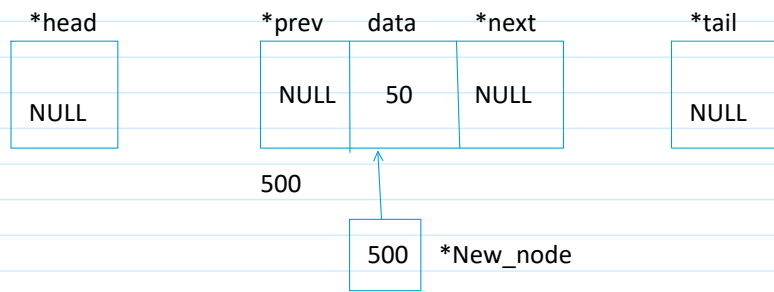 *head *prev data *next *tail
NULL NULL 50 NULL NULL
500
500 *New_node